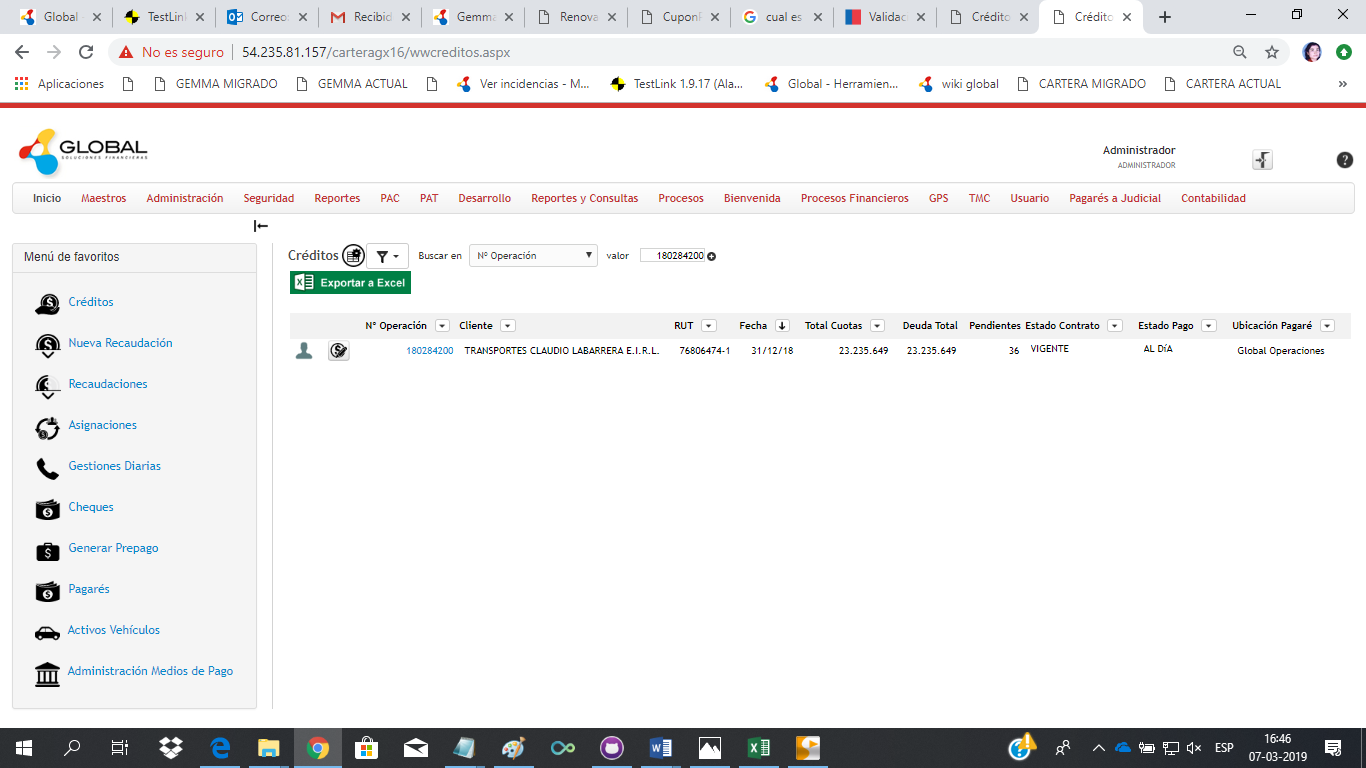 Global -
TestLink
Correo:
Recibid
Gemma
Renova
CuponP
cual es
Validac
Crédito
Crédito
No es seguro
54.235.81.157/carteragx16/wwcreditos.aspx
Aplicaciones
GEMMA MIGRADO
GEMMA ACTUAL
Ver incidencias - M...
TestLink 1.9.17 (Ala...
Global - Herramien...
wiki global
CARTERA MIGRADO
CARTERA ACTUAL
»
GLOBAL
SOLUCIONES FINANCIERAS
Administrador
ADMINISTRADOR
Inicio Maestros Administración Seguridad Reportes PAC PAT Desarrollo Reportes y Consultas Procesos Bienvenida Procesos Financieros GPS TMC Usuario Pagarés a Judicial Contabilidad
Menú de favoritos
Créditos
Nueva Recaudación
Recaudaciones
Asignaciones
Gestiones Diarias
Cheques
Generar Prepago
Pagarés
Activos Vehículos
Administración Medios de Pago
Créditos Buscar en Nº Operación valor 180284200
Exportar a Excel
Nº Operación Cliente RUT Fecha Total Cuotas Deuda Total Pendientes Estado Contrato Estado Pago Ubicación Pagaré
180284200 TRANSPORTES CLAUDIO LABARRERA E.I.R.L. 76806474-1 31/12/18 23.235.649 23.235.649 36 VIGENTE AL DíA Global Operaciones
ESP
16:46
07-03-2019